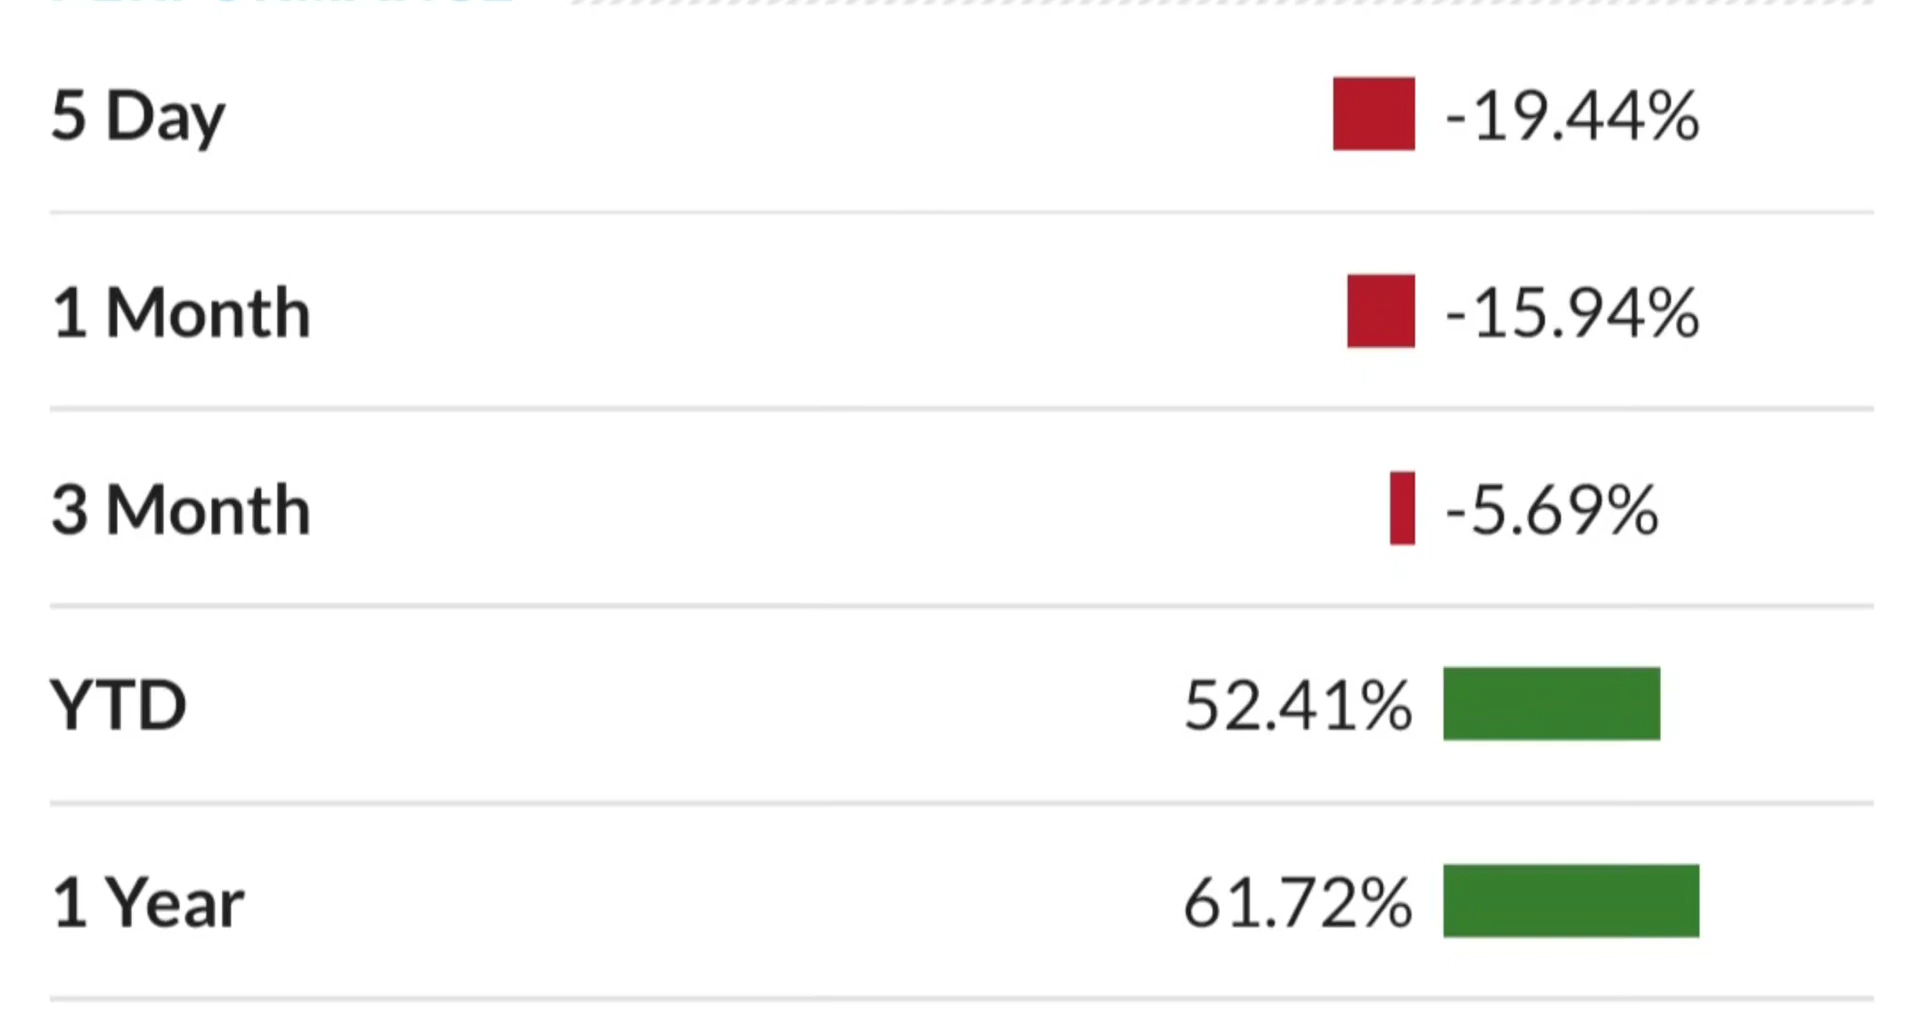 5 Day -19.44%
1 Month -15.94%
3 Month -5.69%
YTD 52.41%
1 Year 61.72%